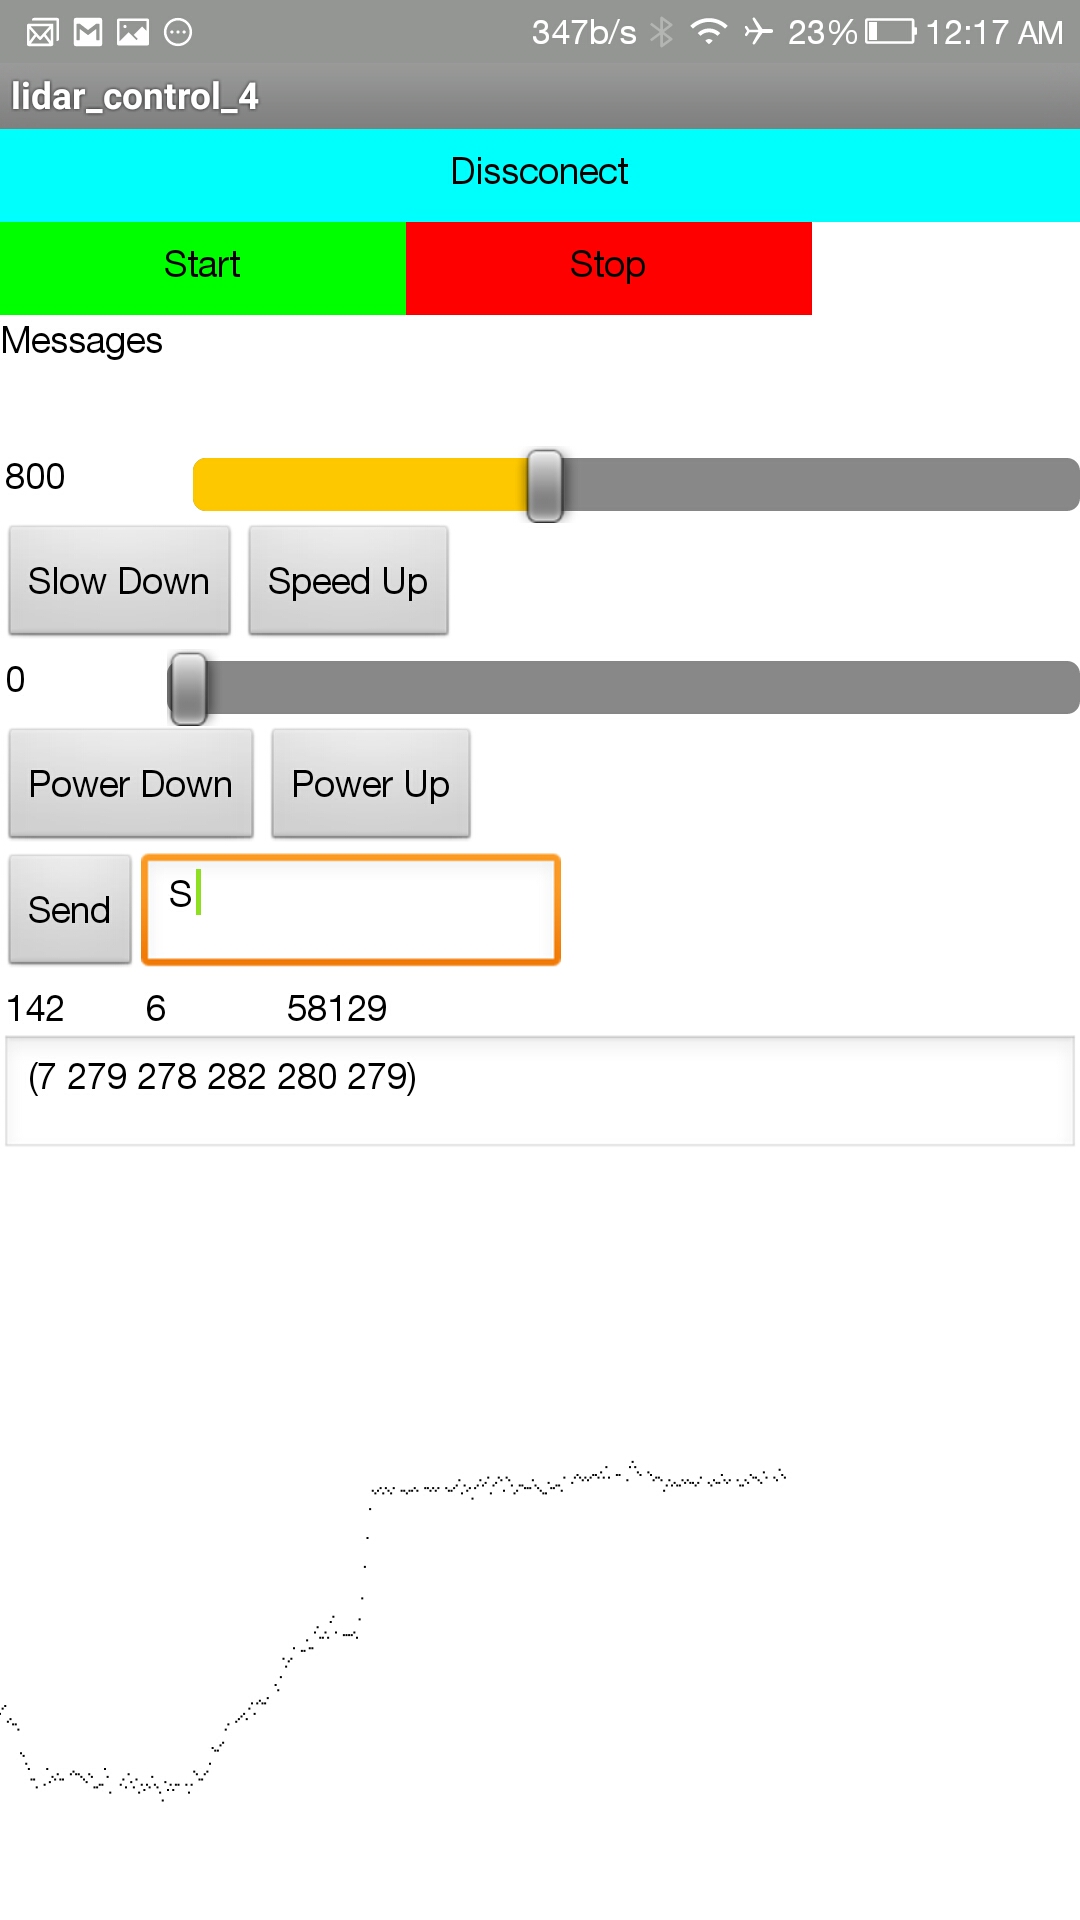 347b/s 23% 12:17 AM
lidar_control_4
Dissconect
Start Stop
Messages
800
Slow Down Speed Up
0
Power Down Power Up
Send S
142 6 58129
(7 279 278 282 280 279)